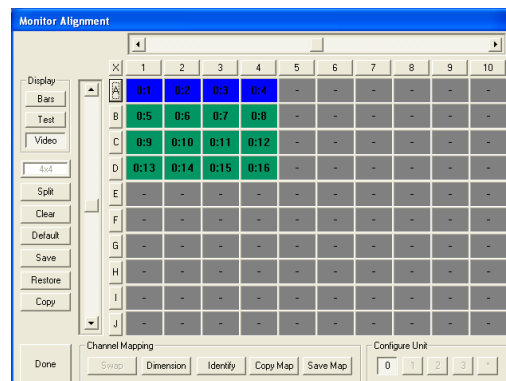 Monitor Alignment
X 1 2 3 4 5 6 7 8 9 10
Display
Bars
Test
Video
4x4
Split
Clear
Default
Save
Restore
Copy
Done
A 0:1 0:2 0:3 0:4 - - - - - -
B 0:5 0:6 0:7 0:8 - - - - - -
C 0:9 0:10 0:11 0:12 - - - - - -
D 0:13 0:14 0:15 0:16 - - - - - -
E - - - - - - - - - -
F - - - - - - - - - -
G - - - - - - - - - -
H - - - - - - - - - -
I - - - - - - - - - -
J - - - - - - - - - -
Channel Mapping
Swap Dimension Identify Copy Map Save Map
Configure Unit
0 1 2 3 *